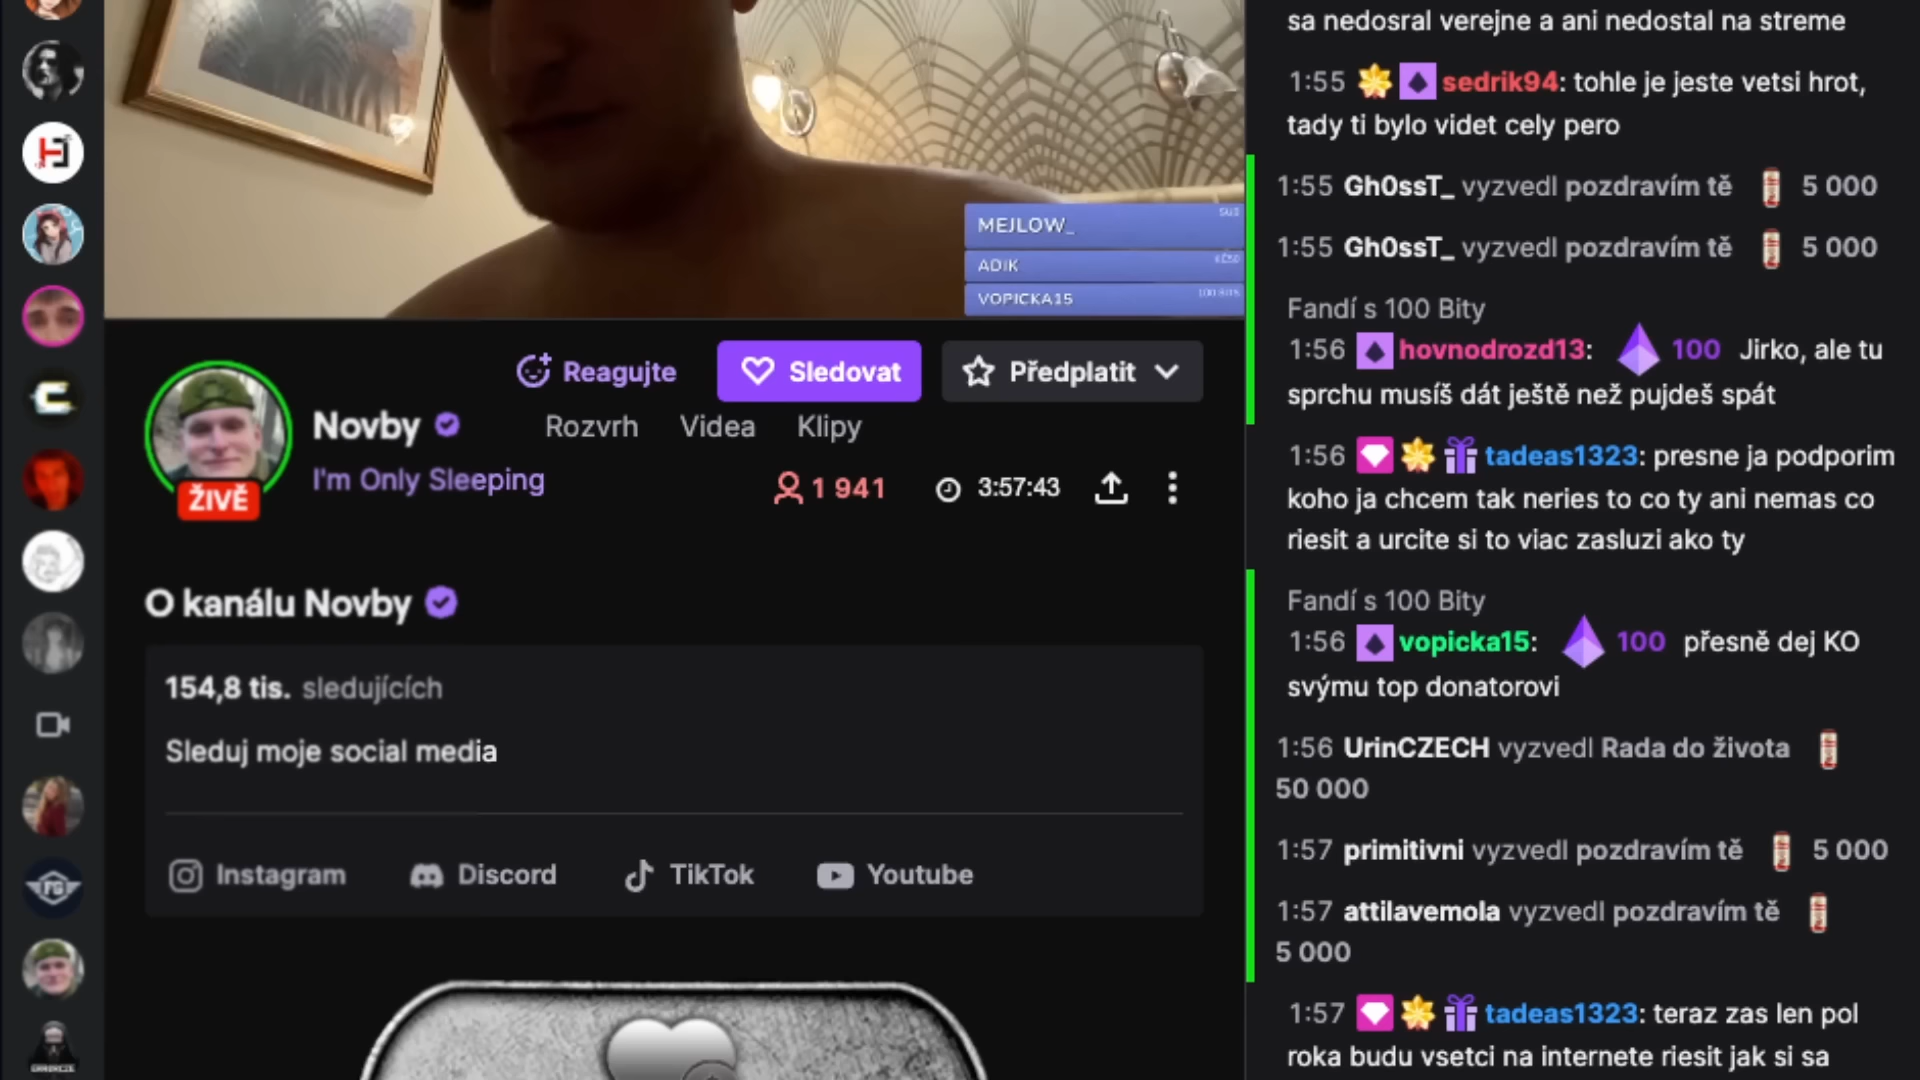 MEJLOW_
SUB
ADIK
VOPICKA15
Reagujte
Sledovat
Předplatit
Novby
Rozvrh
Videa
Klipy
I'm Only Sleeping
ŽIVĚ
1 941
3:57:43
O kanálu Novby
154,8 tis. sledujících
Sleduj moje social media
Instagram
Discord
TikTok
Youtube
sa nedosral verejne a ani nedostal na streme
1:55 sedrik94: tohle je jeste vetsi hrot,
tady ti bylo videt cely pero
1:55 Gh0ssT_ vyzvedl pozdravím tě 5 000
1:55 Gh0ssT_ vyzvedl pozdravím tě 5 000
Fandí s 100 Bity
1:56 hovnodrozd13: 100 Jirko, ale tu
sprchu musíš dát ještě než pujdeš spát
1:56 tadeas1323: presne ja podporim
koho ja chcem tak neries to co ty ani nemas co
riesit a urcite si to viac zasluzi ako ty
Fandí s 100 Bity
1:56 vopicka15: 100 přesně dej KO
svýmu top donatorovi
1:56 UrinCZECH vyzvedl Rada do života
50 000
1:57 primitivni vyzvedl pozdravím tě 5 000
1:57 attilavemola vyzvedl pozdravím tě
5 000
1:57 tadeas1323: teraz zas len pol
roka budu vsetci na internete riesit jak si sa